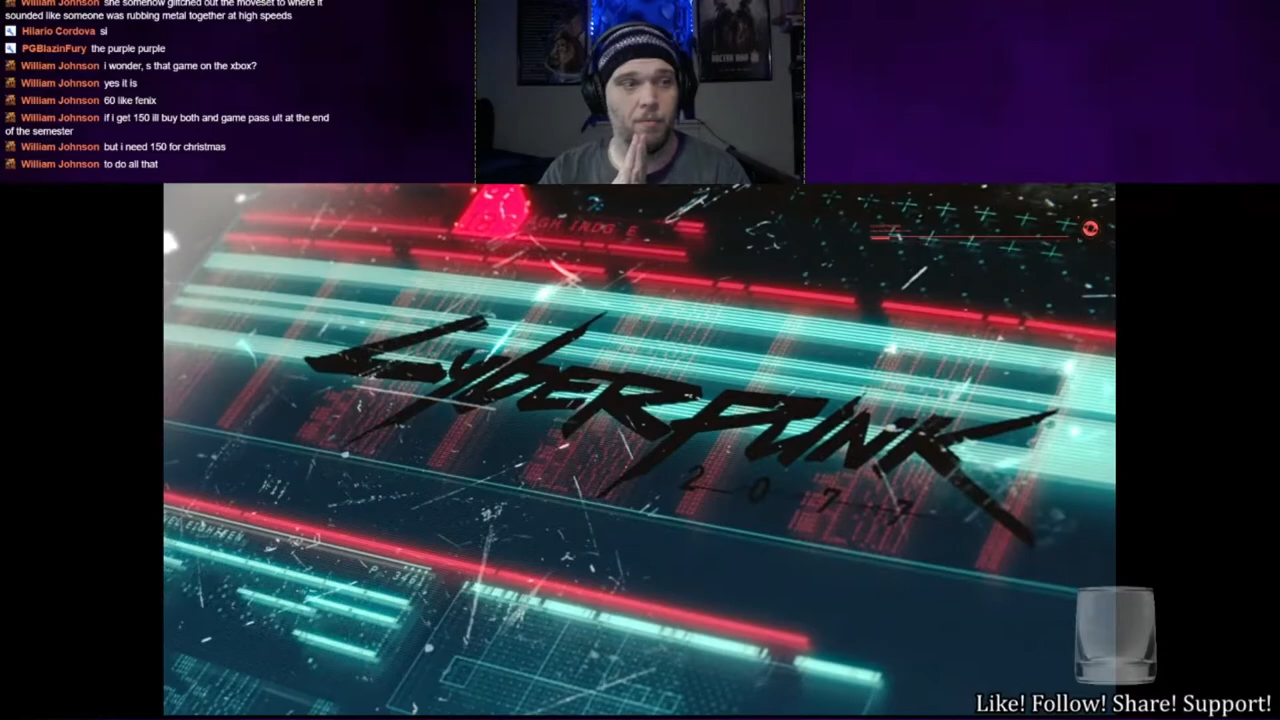 William Johnson she somehow glitched out the moveset to where it
sounded like someone was rubbing metal together at high speeds
Hilario Cordova si
PGBlazinFury the purple purple
William Johnson i wonder, s that game on the xbox?
William Johnson yes it is
William Johnson 60 like fenix
William Johnson if i get 150 ill buy both and game pass ult at the end
of the semester
William Johnson but i need 150 for christmas
William Johnson to do all that
Cyberpunk
2077
Like! Follow! Share! Support!